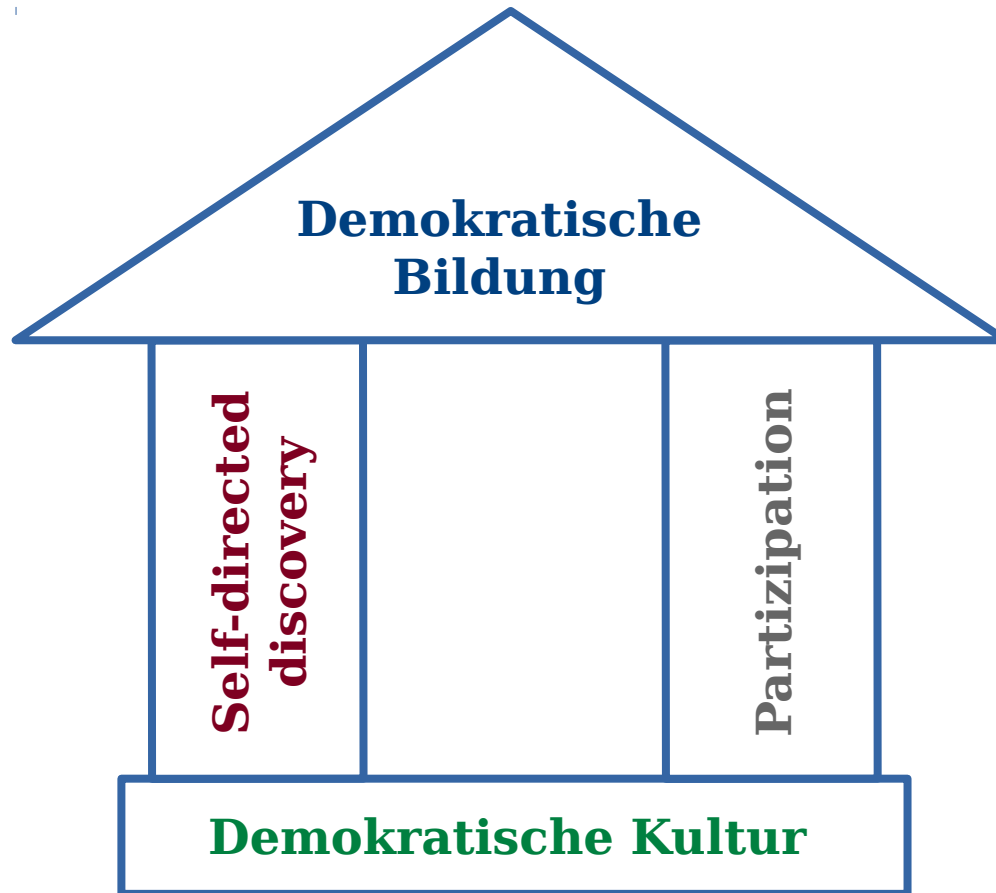 Demokratische
Bildung
Self-directed
discovery
Partizipation
Demokratische Kultur